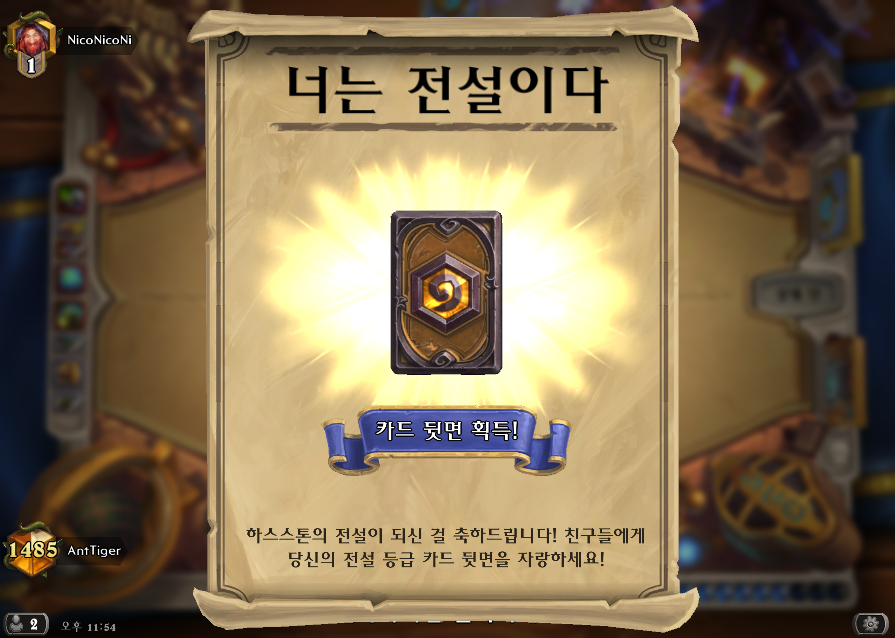 NicoNicoNi
1
너는 전설이다
카드 뒷면 획득!
하스스톤의 전설이 되신 걸 축하드립니다! 친구들에게
당신의 전설 등급 카드 뒷면을 자랑하세요!
1485 AntTiger
2 오후 11:54